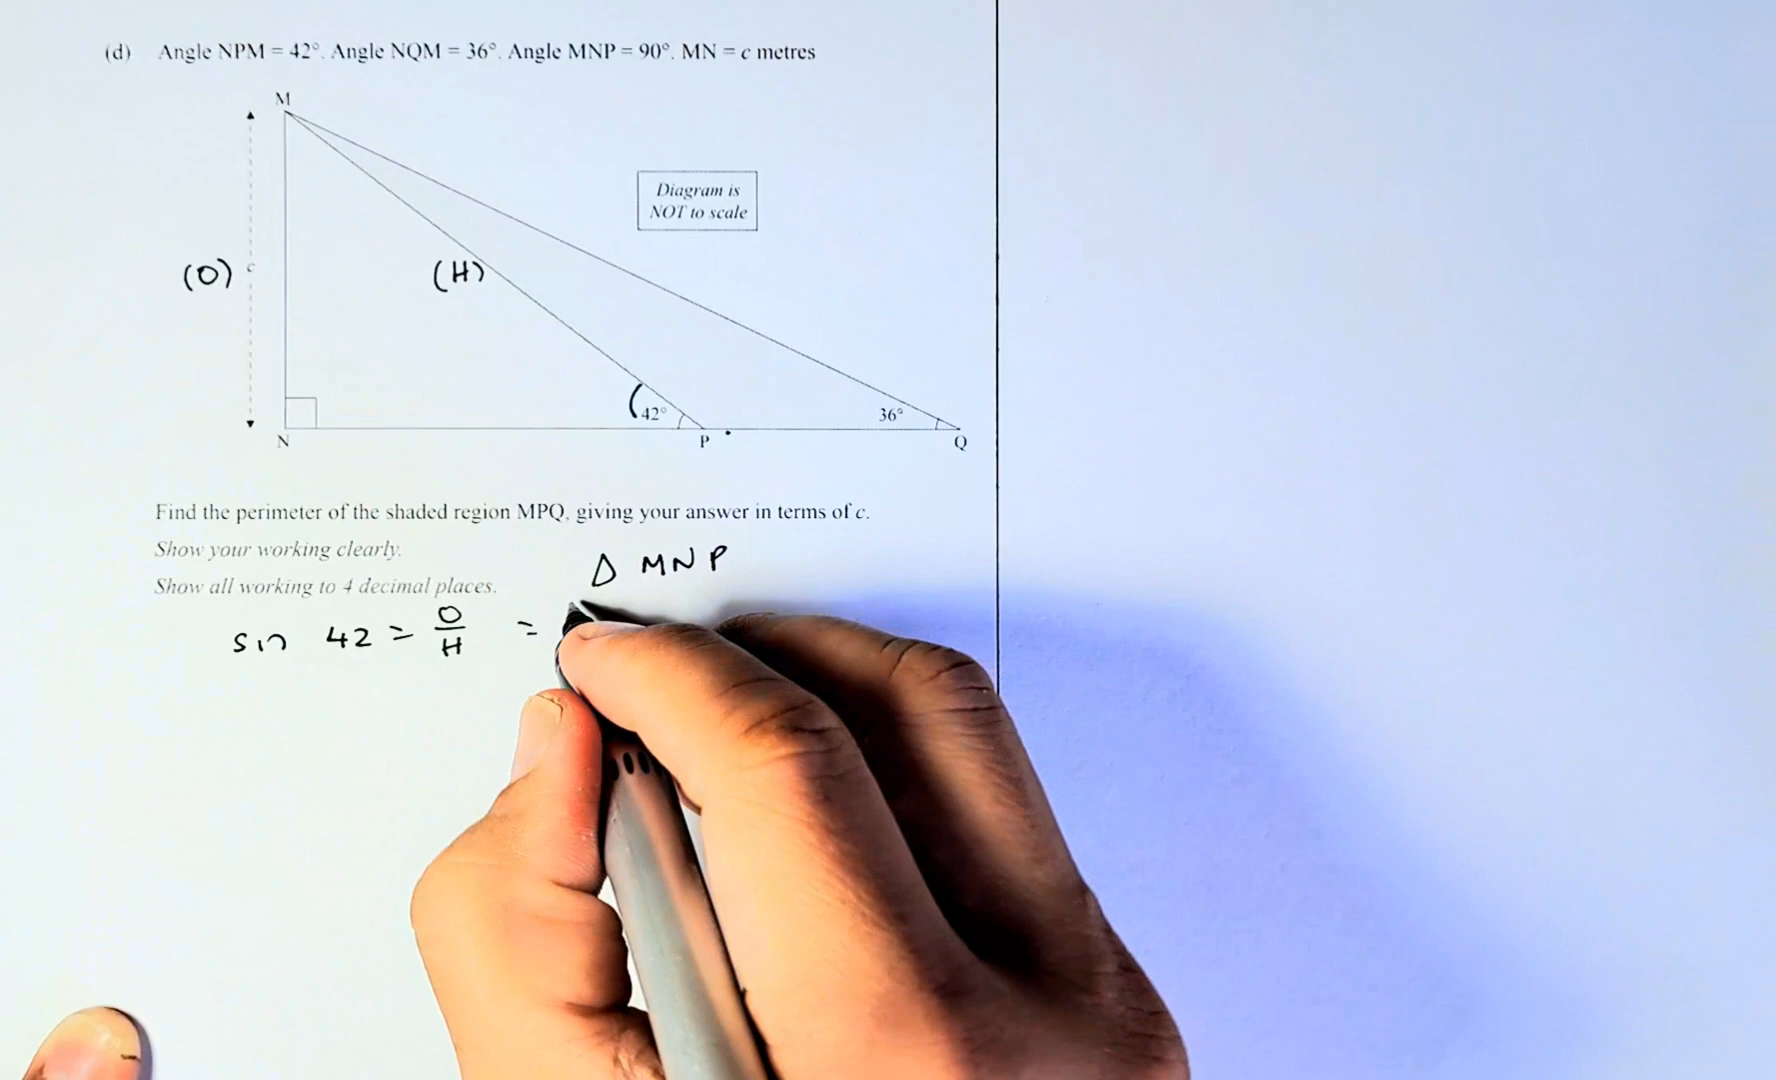 (d) Angle NPM = 42°. Angle NQM = 36°. Angle MNP = 90°. MN = c metres
M
Diagram is
NOT to scale
(O) c (H)
42° 36°
N P Q
Find the perimeter of the shaded region MPQ, giving your answer in terms of c.
Show your working clearly.
Δ MNP
Show all working to 4 decimal places.
sin 42 = O/H =